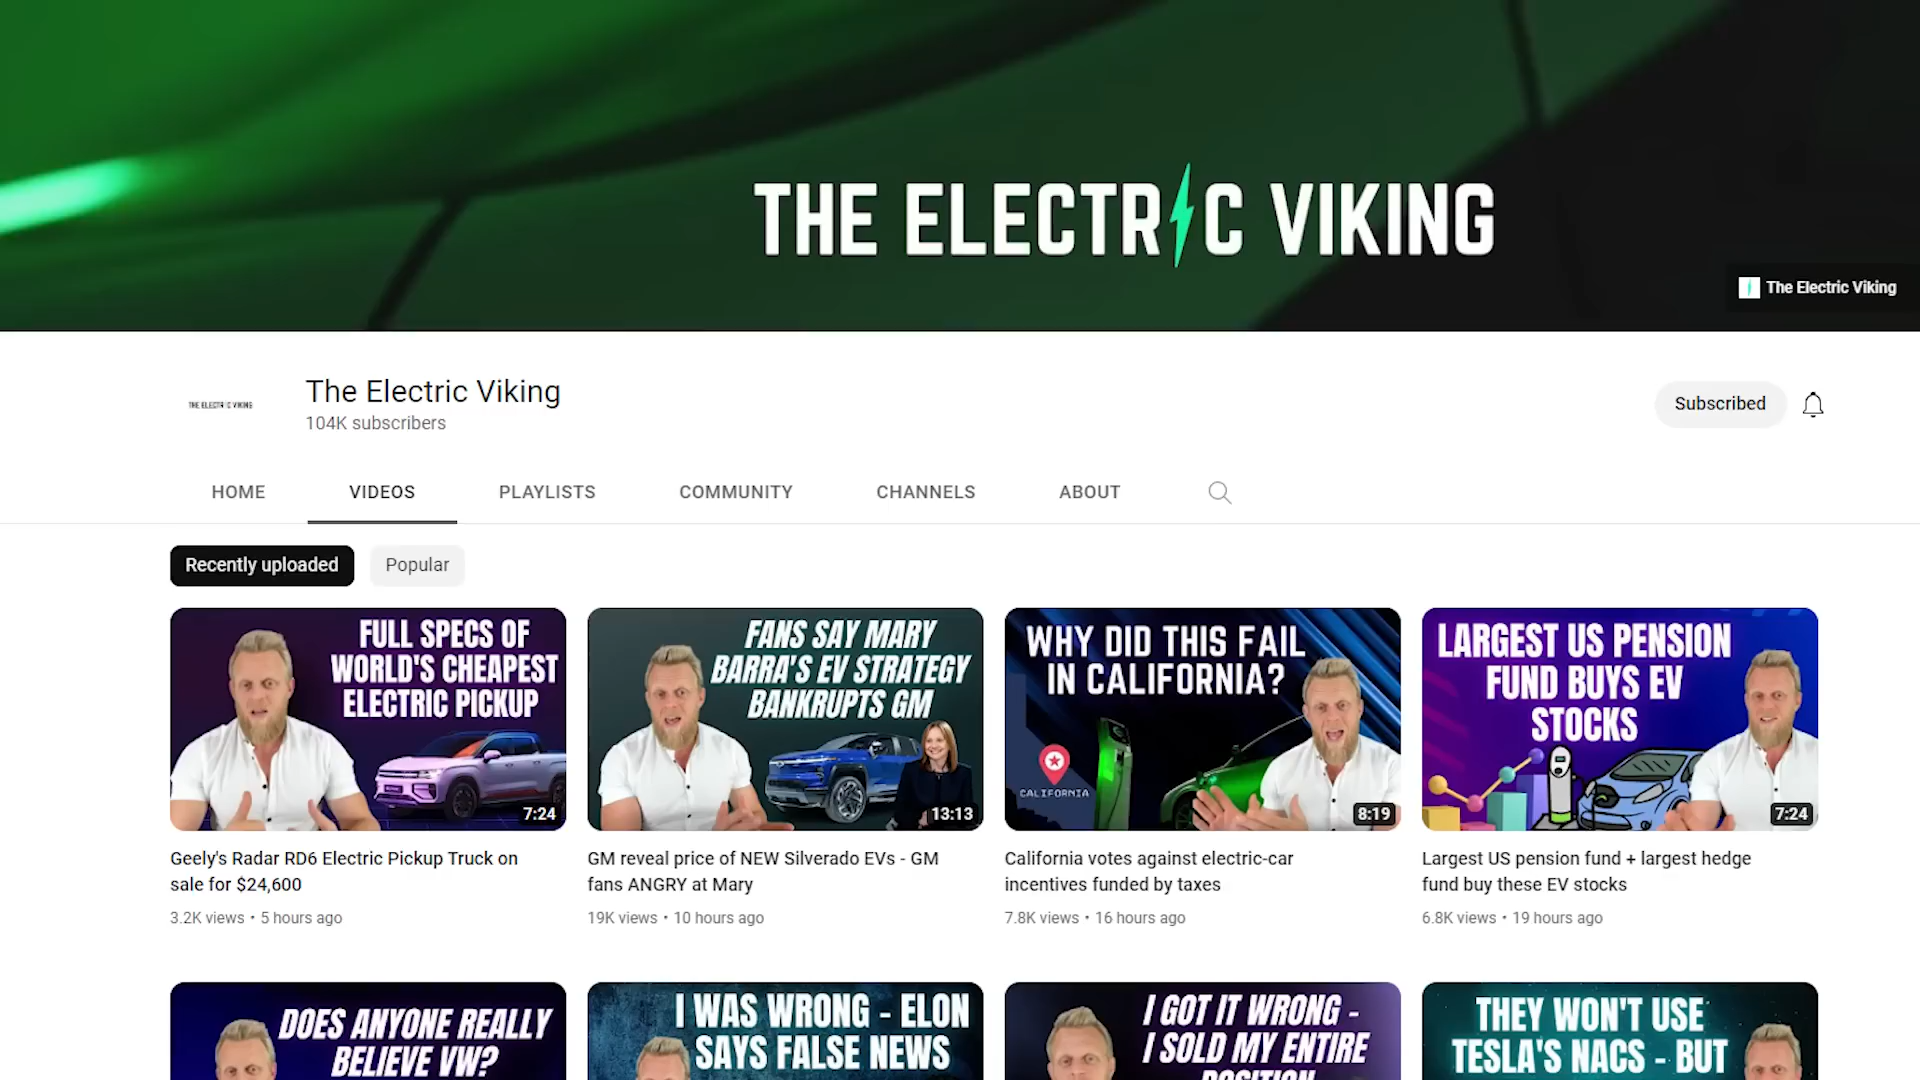 THE ELECTRIC VIKING
The Electric Viking
THE ELECTRIC VIKING
The Electric Viking
104K subscribers
Subscribed
HOME
VIDEOS
PLAYLISTS
COMMUNITY
CHANNELS
ABOUT
Recently uploaded
Popular
FULL SPECS OF
WORLD'S CHEAPEST
ELECTRIC PICKUP
7:24
Geely's Radar RD6 Electric Pickup Truck on
sale for $24,600
3.2K views • 5 hours ago
FANS SAY MARY
BARRA'S EV STRATEGY
BANKRUPTS GM
13:13
GM reveal price of NEW Silverado EVs - GM
fans ANGRY at Mary
19K views • 10 hours ago
WHY DID THIS FAIL
IN CALIFORNIA?
CALIFORNIA
8:19
California votes against electric-car
incentives funded by taxes
7.8K views • 16 hours ago
LARGEST US PENSION
FUND BUYS EV
STOCKS
7:24
Largest US pension fund + largest hedge
fund buy these EV stocks
6.8K views • 19 hours ago
DOES ANYONE REALLY
BELIEVE VW?
I WAS WRONG - ELON
SAYS FALSE NEWS
I GOT IT WRONG -
I SOLD MY ENTIRE
POSITION
THEY WON'T USE
TESLA'S NACS - BUT